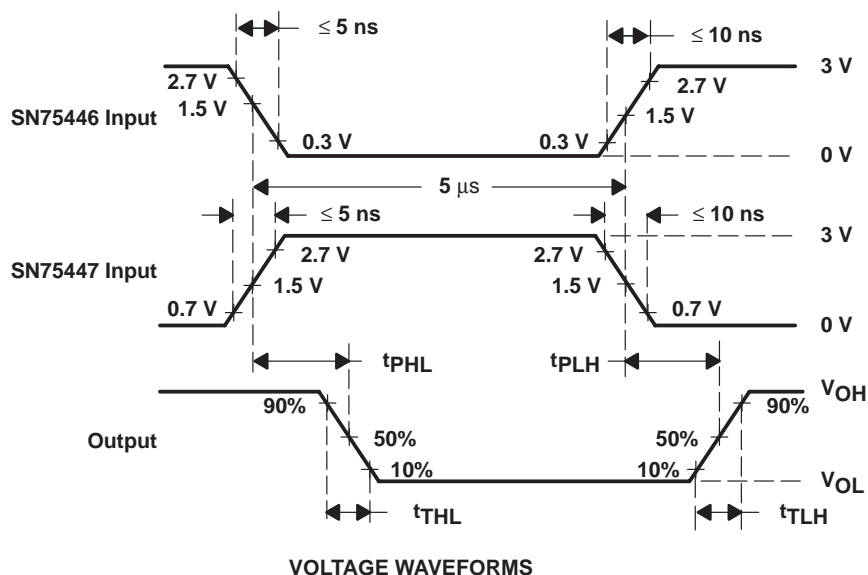 ≤ 5 ns
≤ 10 ns
2.7 V
1.5 V
SN75446 Input
0.3 V
0.3 V
2.7 V
1.5 V
3 V
0 V
5 µs
≤ 5 ns
≤ 10 ns
SN75447 Input
2.7 V
1.5 V
0.7 V
2.7 V
1.5 V
0.7 V
3 V
0 V
tPHL
tPLH
Output
90%
50%
10%
50%
10%
90%
VOH
VOL
tTHL
tTLH
VOLTAGE WAVEFORMS